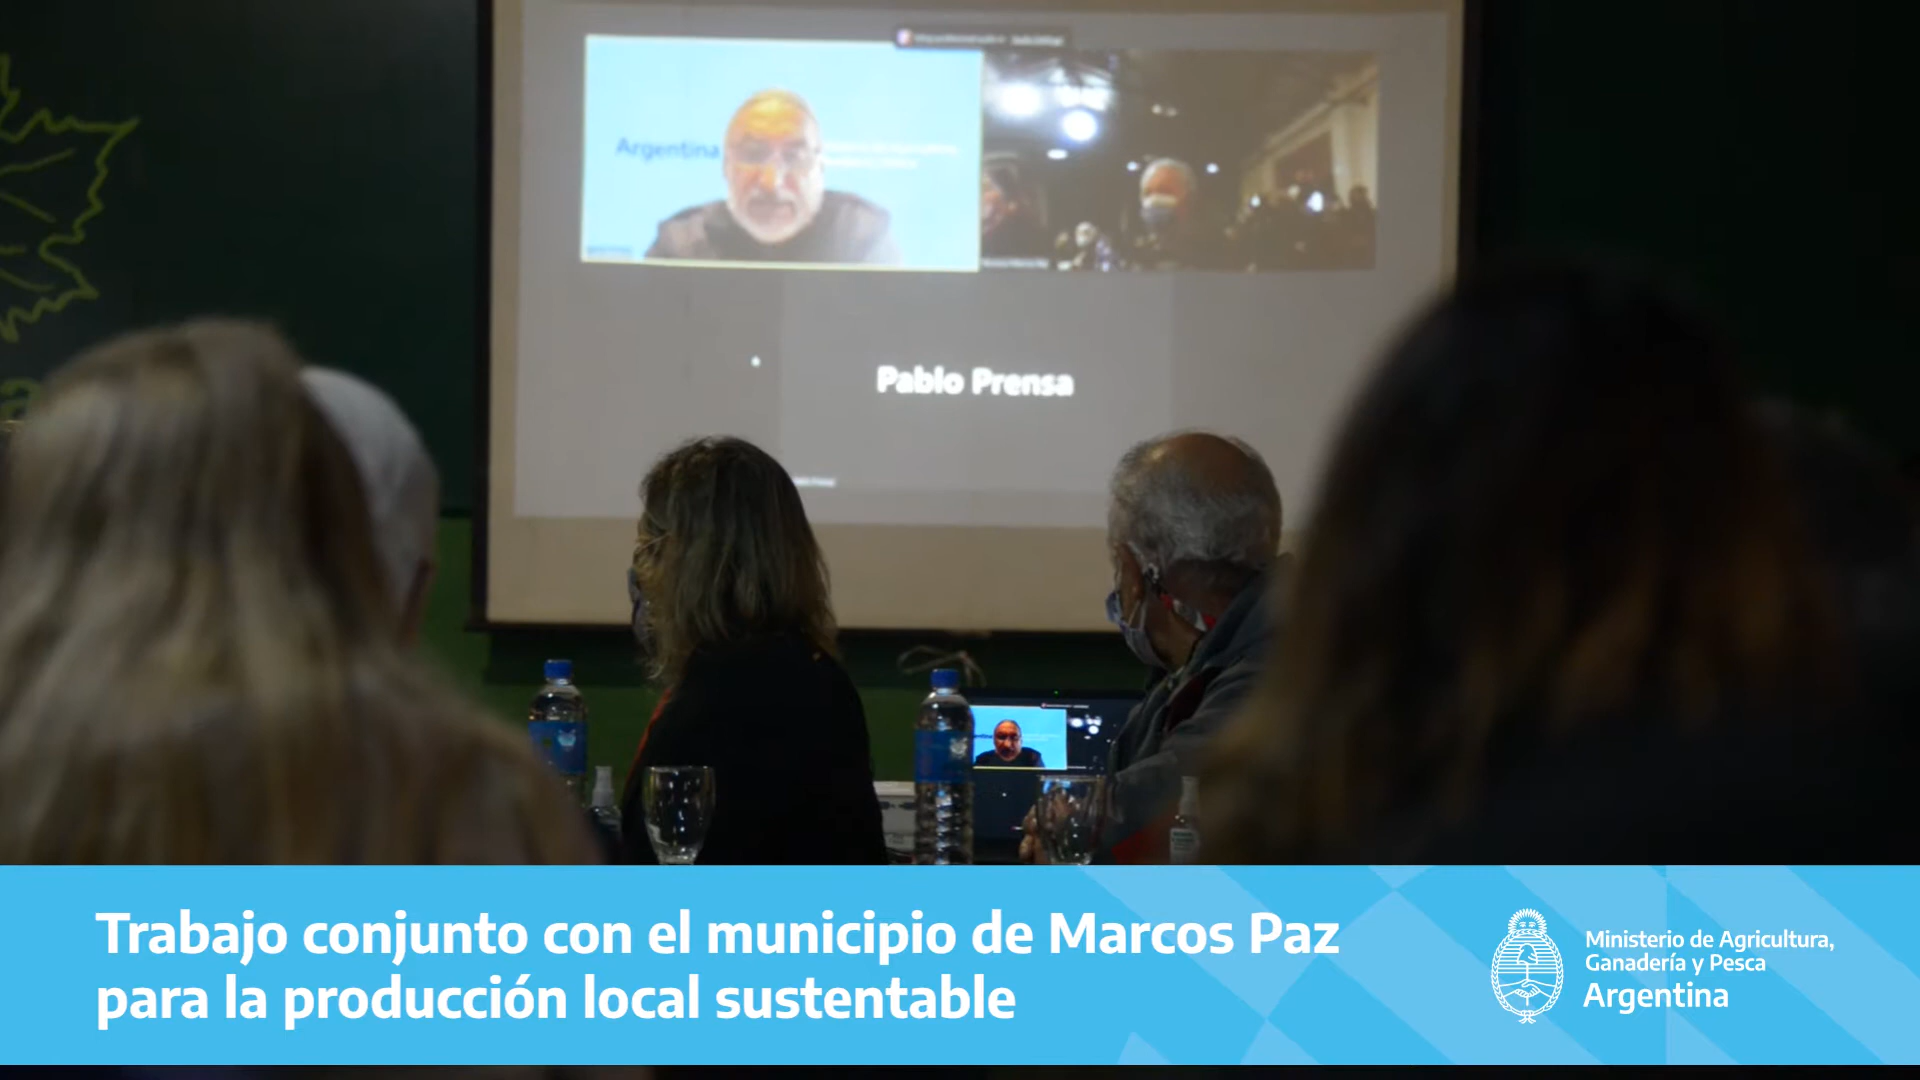 Argentina
Pablo Prensa
Trabajo conjunto con el municipio de Marcos Paz
para la producción local sustentable
Ministerio de Agricultura,
Ganadería y Pesca
Argentina